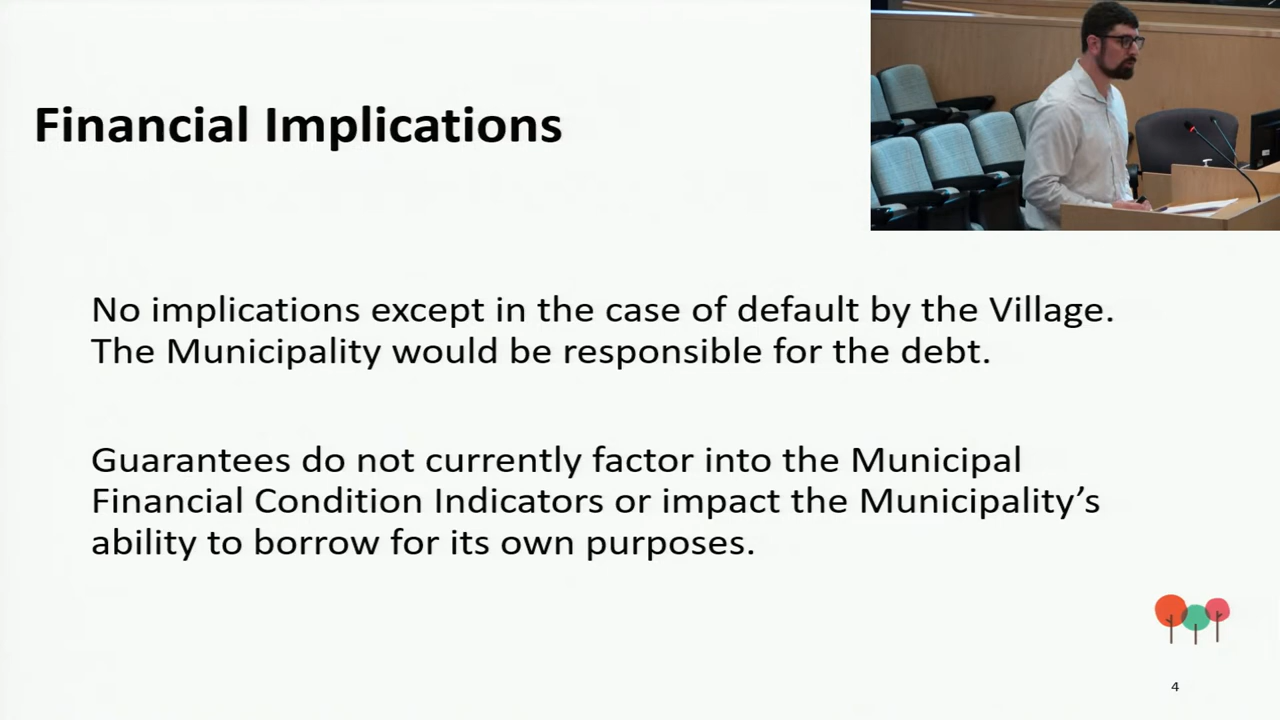 Financial Implications
No implications except in the case of default by the Village.
The Municipality would be responsible for the debt.
Guarantees do not currently factor into the Municipal
Financial Condition Indicators or impact the Municipality’s
ability to borrow for its own purposes.
4